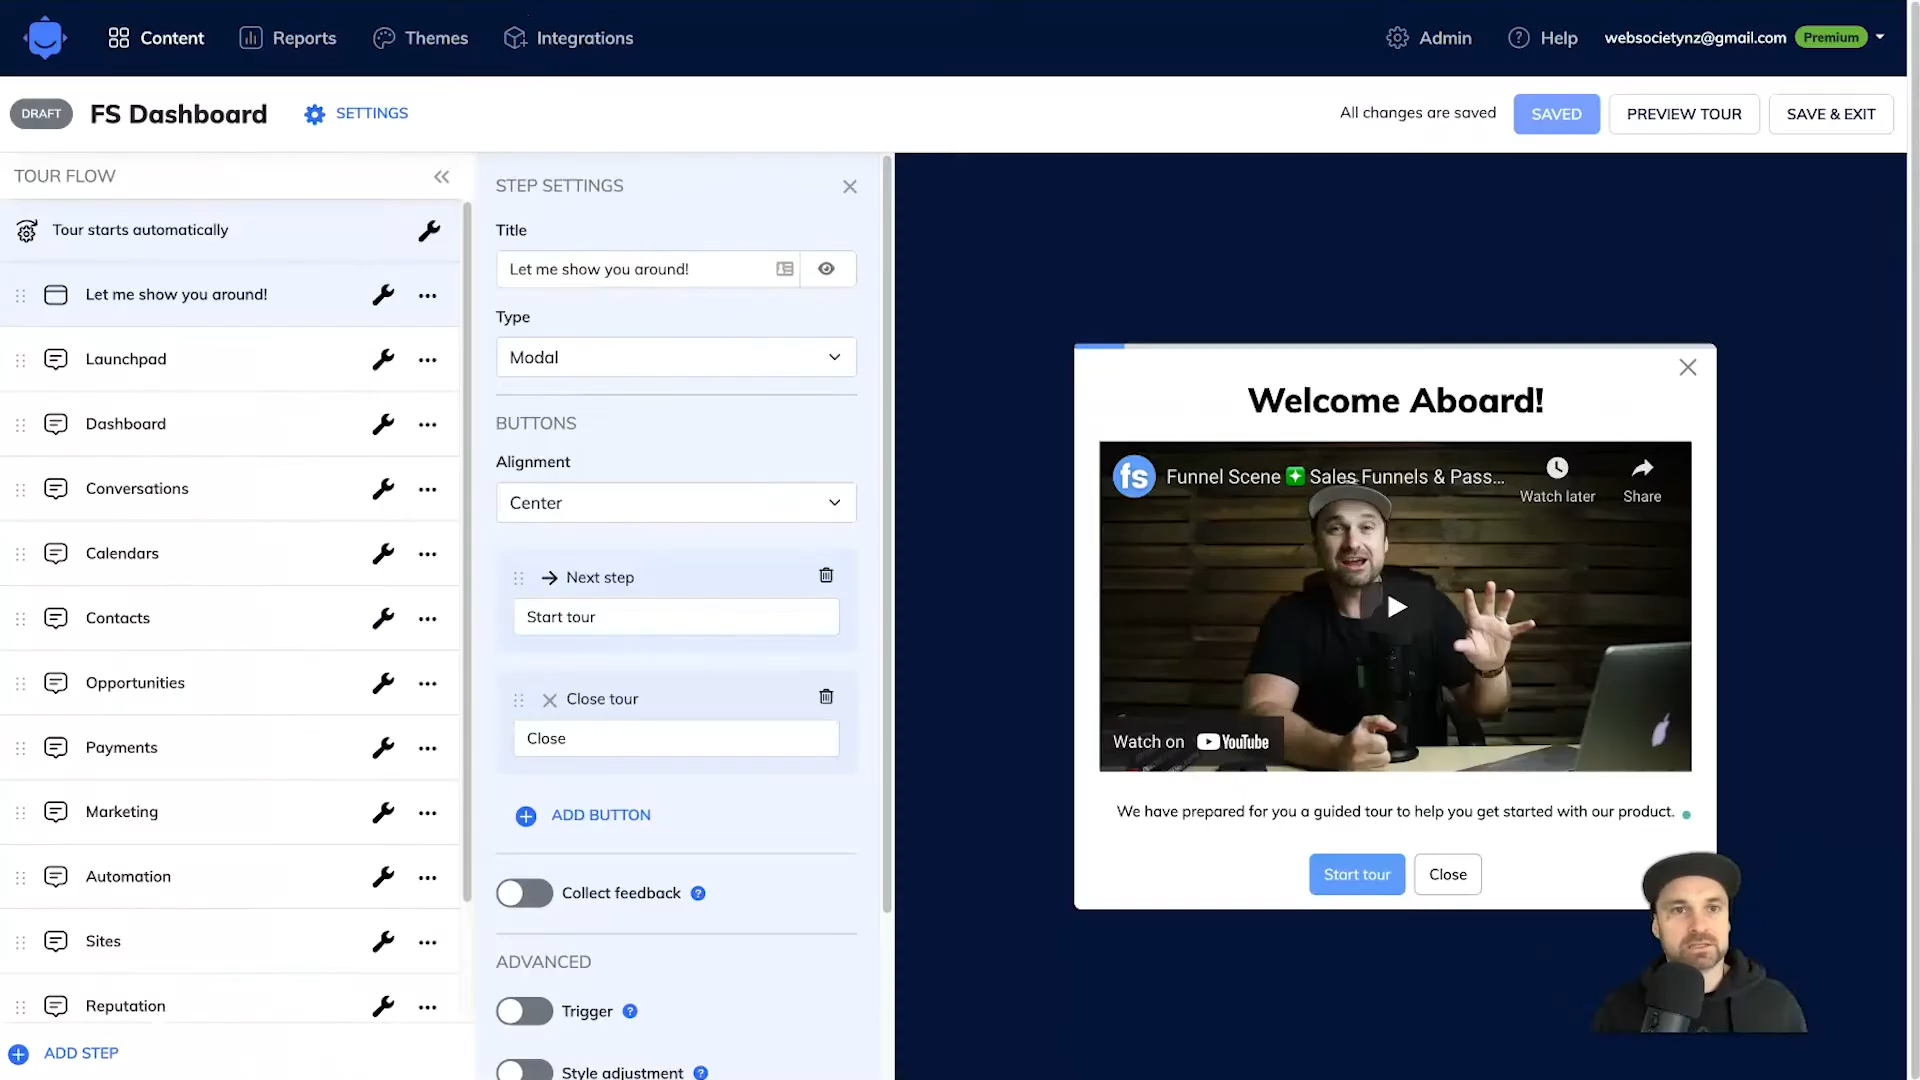 Content
Reports
Themes
Integrations
Admin
Help
websocietynz@gmail.com
Premium
DRAFT
FS Dashboard
SETTINGS
All changes are saved
SAVED
PREVIEW TOUR
SAVE & EXIT
TOUR FLOW
Tour starts automatically
Let me show you around!
Launchpad
Dashboard
Conversations
Calendars
Contacts
Opportunities
Payments
Marketing
Automation
Sites
Reputation
ADD STEP
STEP SETTINGS
Title
Let me show you around!
Type
Modal
BUTTONS
Alignment
Center
Next step
Start tour
Close tour
Close
ADD BUTTON
Collect feedback
ADVANCED
Trigger
Style adjustment
Welcome Aboard!
fs
Funnel Scene ❇️ Sales Funnels & Pass...
Watch later
Share
Watch on YouTube
We have prepared for you a guided tour to help you get started with our product.
Start tour
Close